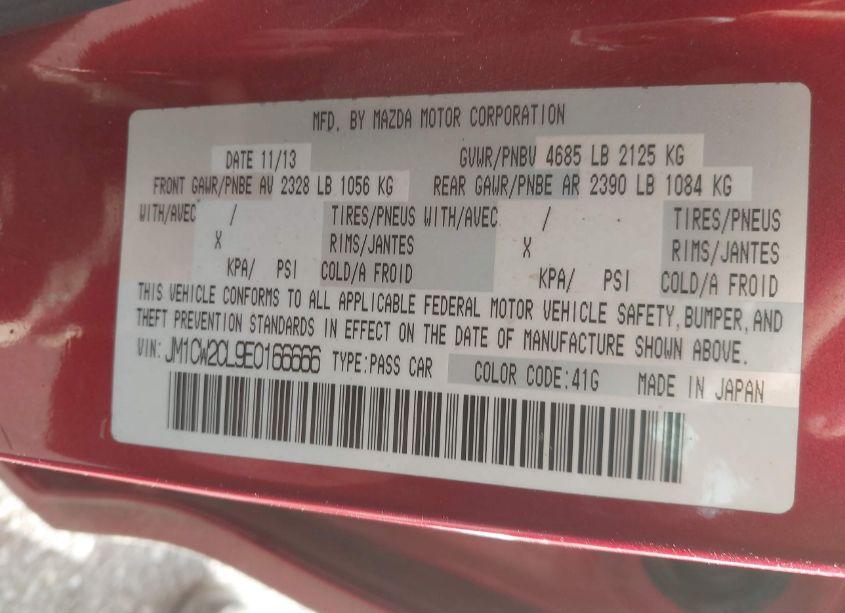 MFD. BY MAZDA MOTOR CORPORATION
DATE 11/13 GVWR/PNBV 4685 LB 2125 KG
FRONT GAWR/PNBE AV 2328 LB 1056 KG REAR GAWR/PNBE AR 2390 LB 1084 KG
WITH/AVEC / TIRES/PNEUS WITH/AVEC / TIRES/PNEUS
X RIMS/JANTES X RIMS/JANTES
KPA/ PSI COLD/A FROID KPA/ PSI COLD/A FROID
THIS VEHICLE CONFORMS TO ALL APPLICABLE FEDERAL MOTOR VEHICLE SAFETY, BUMPER, AND
THEFT PREVENTION STANDARDS IN EFFECT ON THE DATE OF MANUFACTURE SHOWN ABOVE.
VIN: JM1CW2CL9E0166666 TYPE:PASS CAR COLOR CODE:41G MADE IN JAPAN